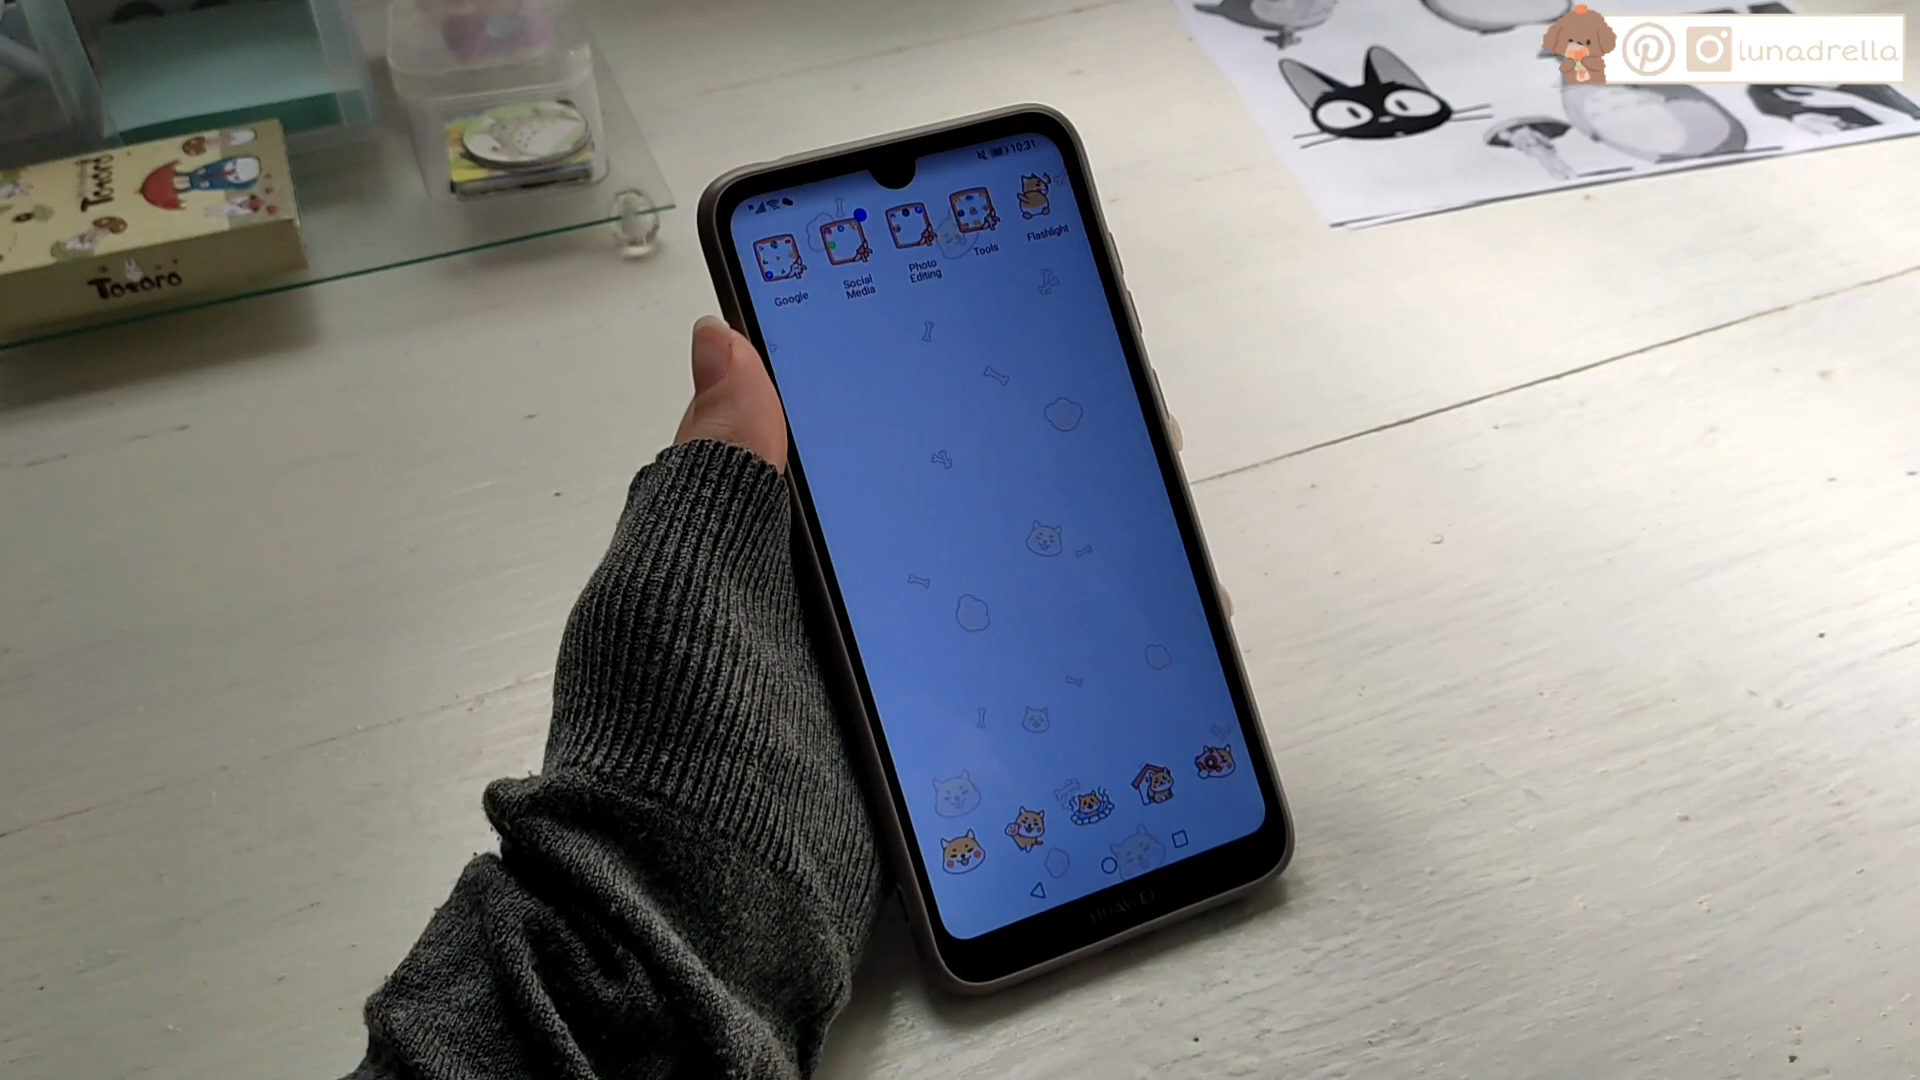 lunadrella
Totoro
Totoro
10:31
Google
Social
Media
Photo
Editing
Tools
Flashlight
HUAWEI